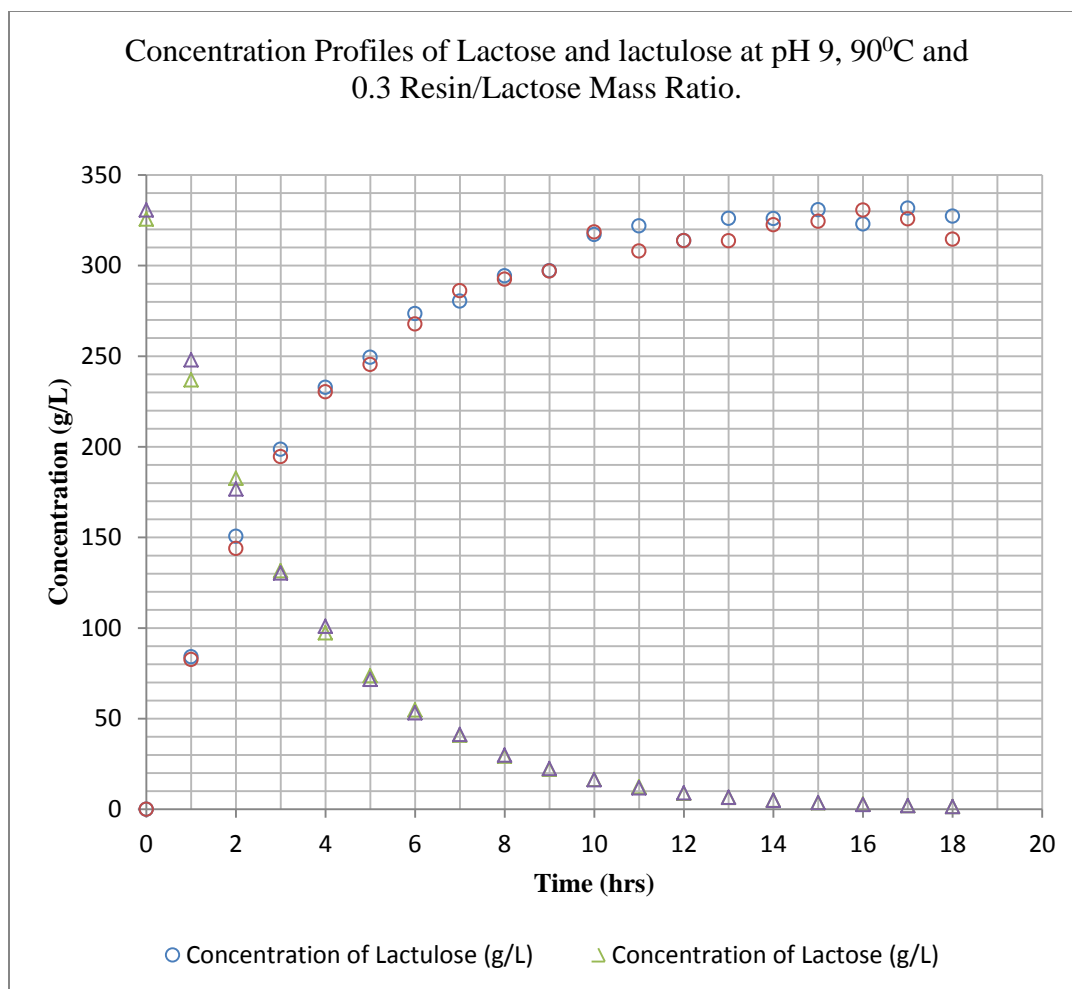 Concentration Profiles of Lactose and lactulose at pH 9, 90⁰C and
0.3 Resin/Lactose Mass Ratio.
Concentration (g/L)
350
300
250
200
150
100
50
0
0 2 4 6 8 10 12 14 16 18 20
Time (hrs)
Concentration of Lactulose (g/L) Concentration of Lactose (g/L)